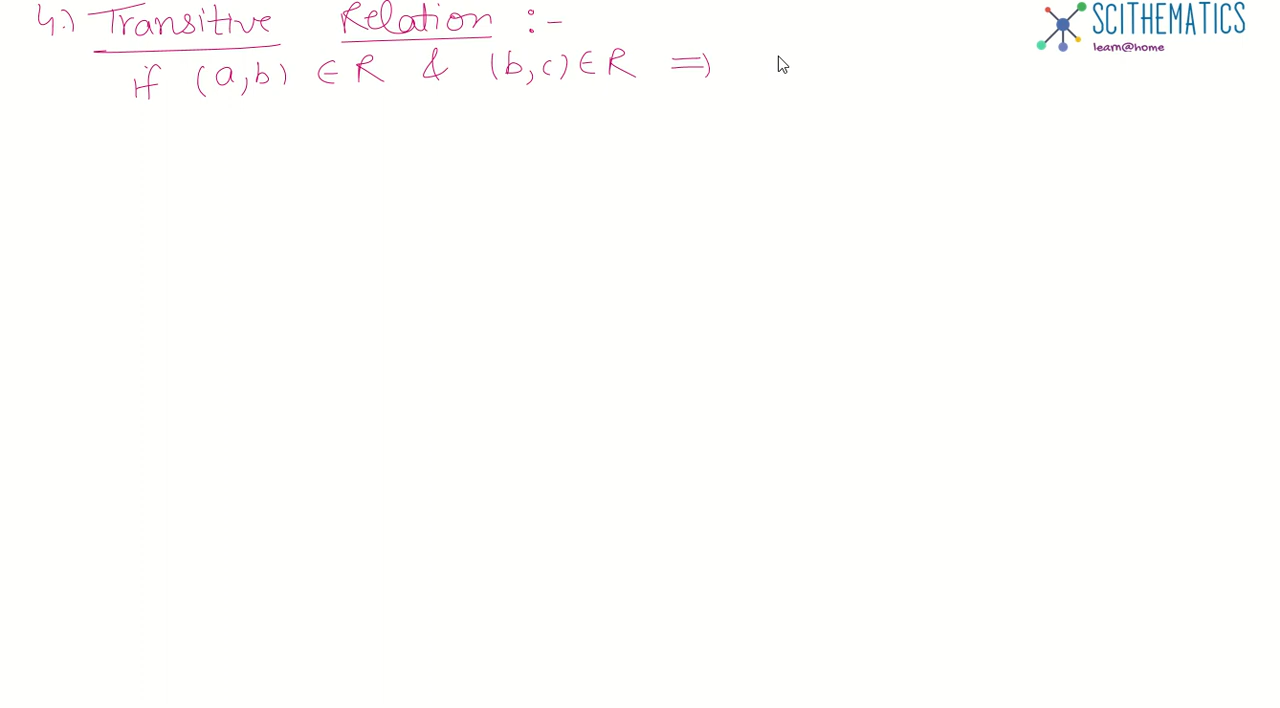 4.) Transitive Relation :-
SCITHEMATICS
learn@home
if (a,b) ∈ R & (b,c) ∈ R =>